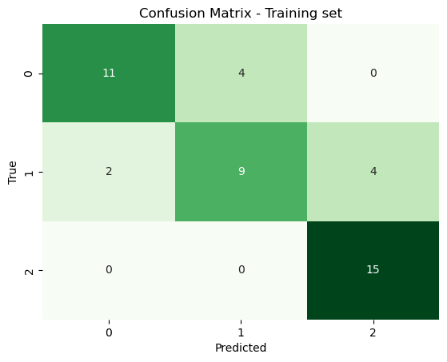 Confusion Matrix - Training set
0 11 4 0
True 1 2 9 4
2 0 0 15
0 1 2
Predicted